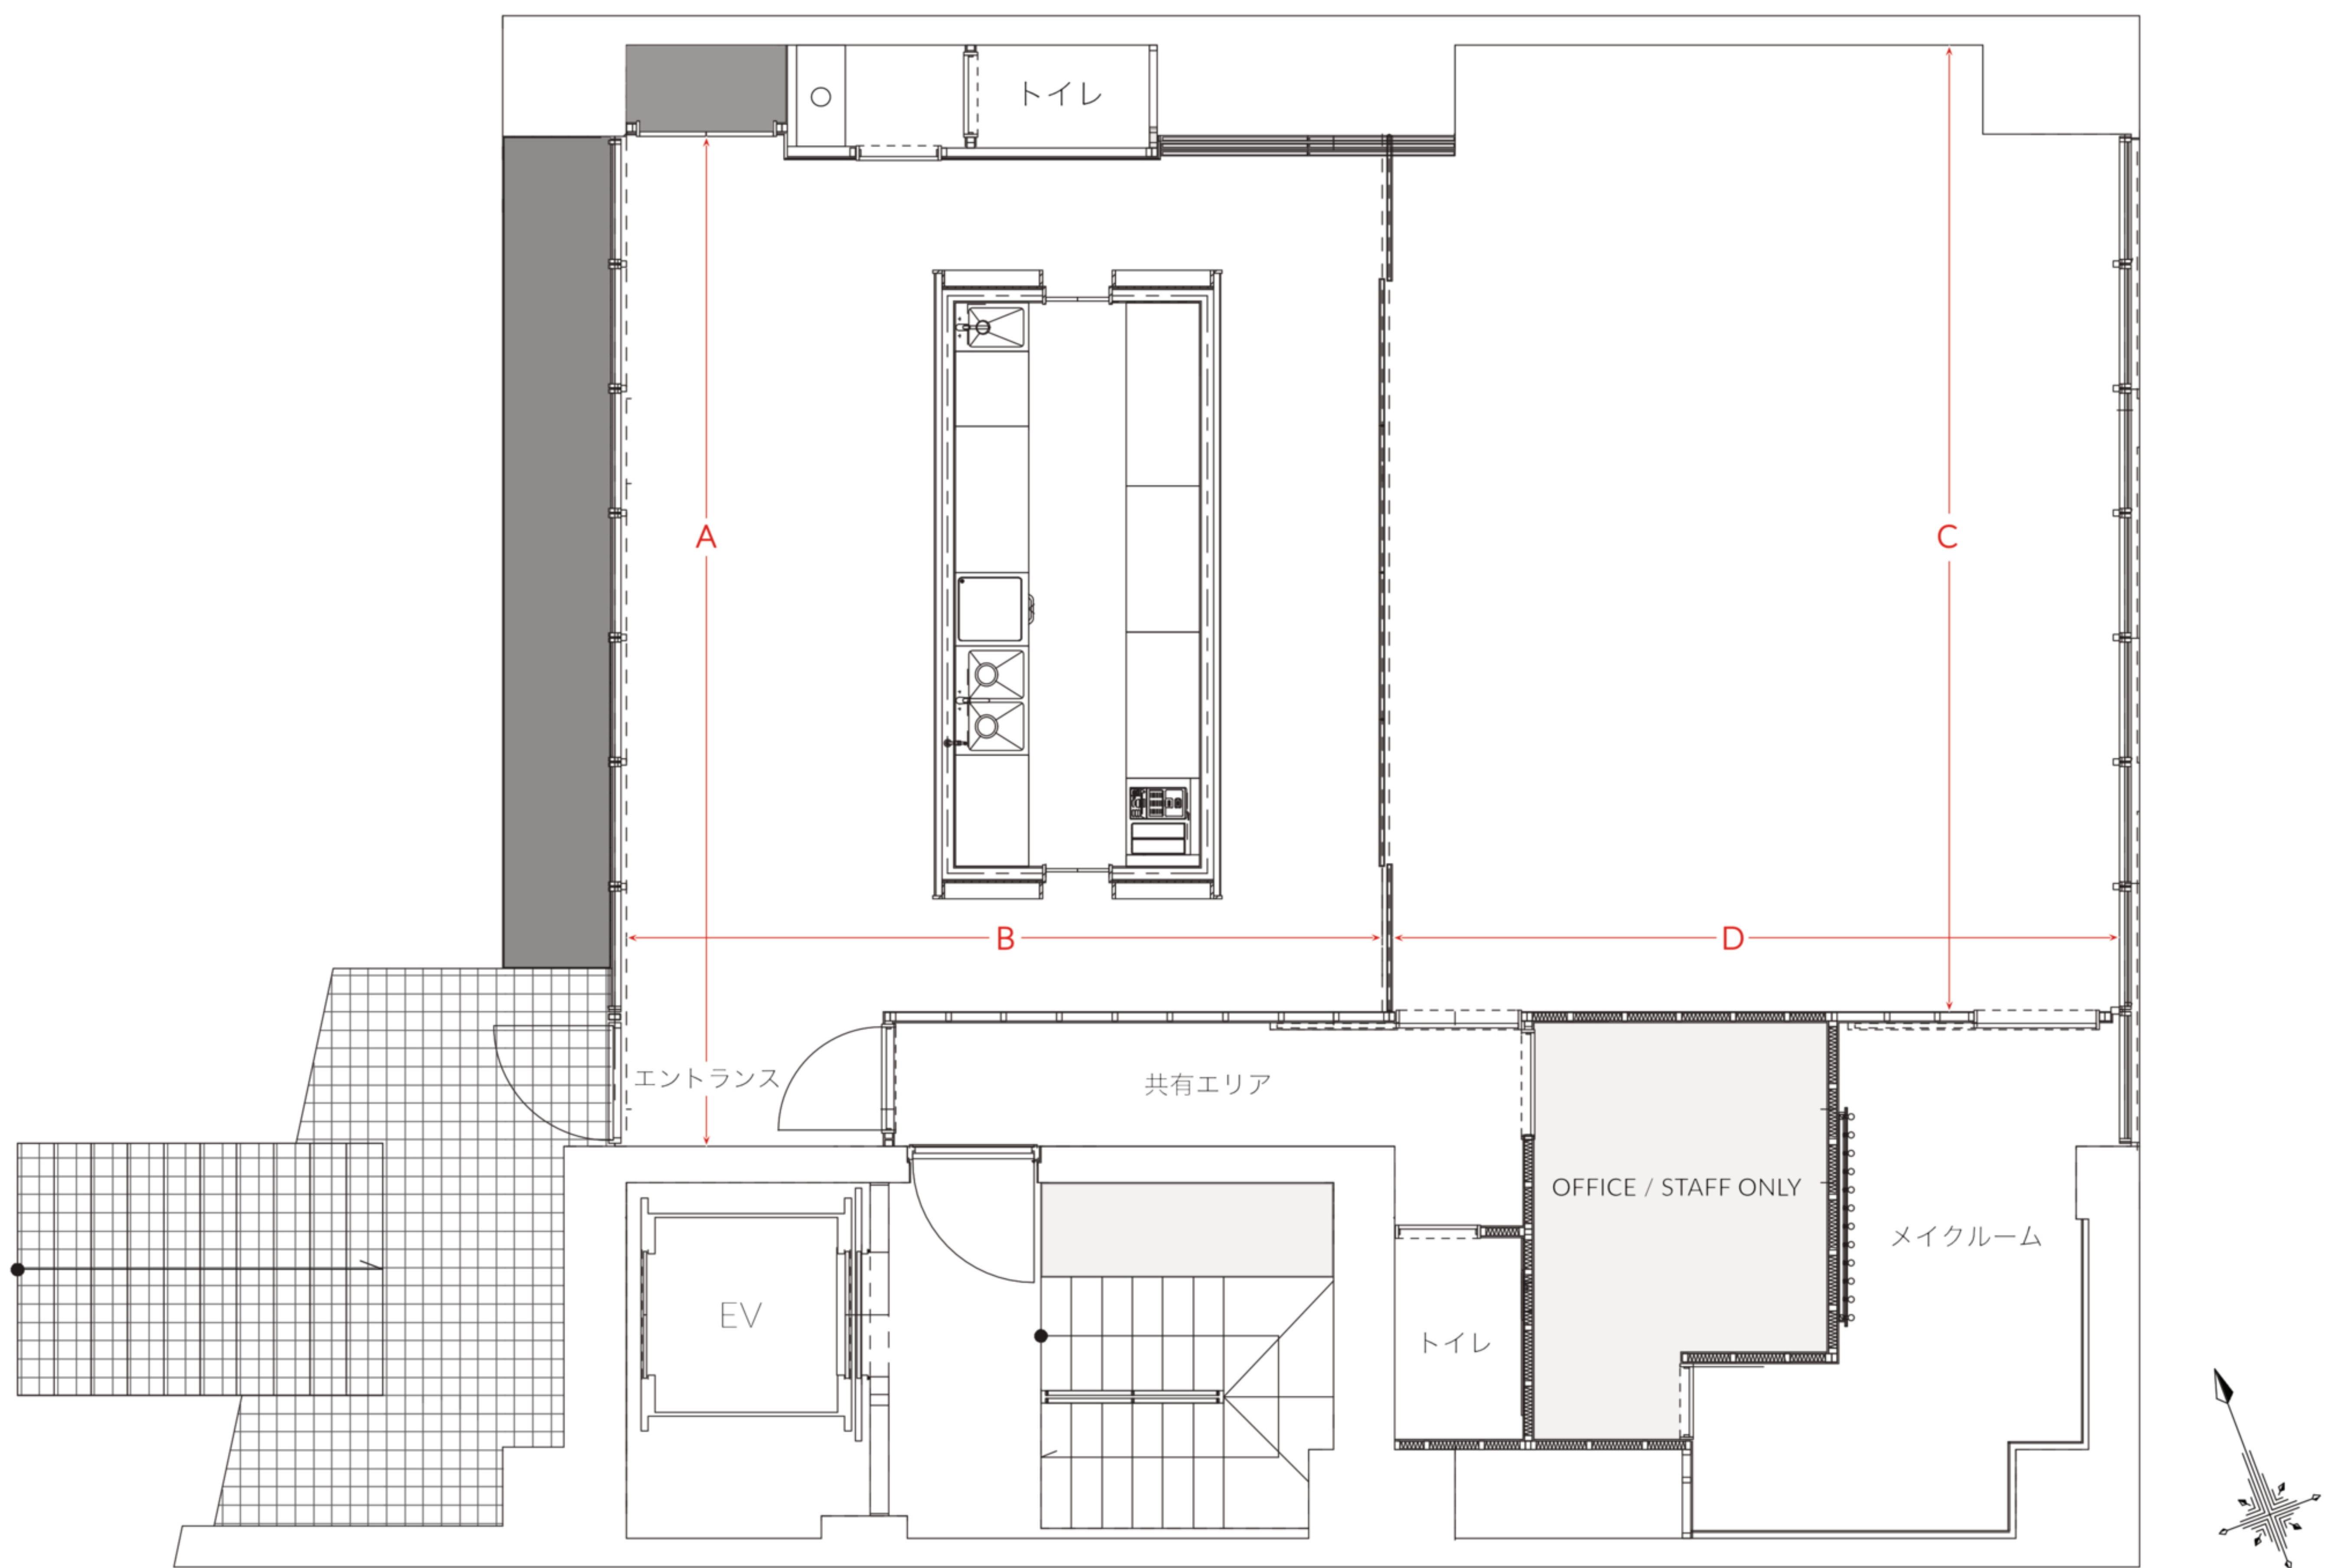 トイレ
A
C
B
D
エントランス
共有エリア
OFFICE / STAFF ONLY
メイクルーム
EV
トイレ